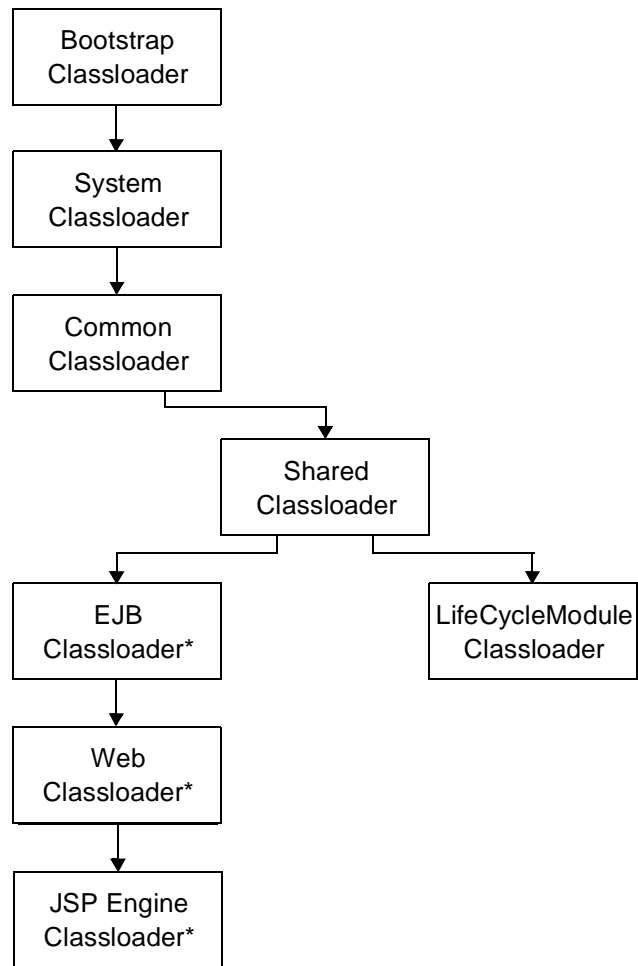 Bootstrap
Classloader
System
Classloader
Common
Classloader
Shared
Classloader
EJB
Classloader*
LifeCycleModule
Classloader
Web
Classloader*
JSP Engine
Classloader*